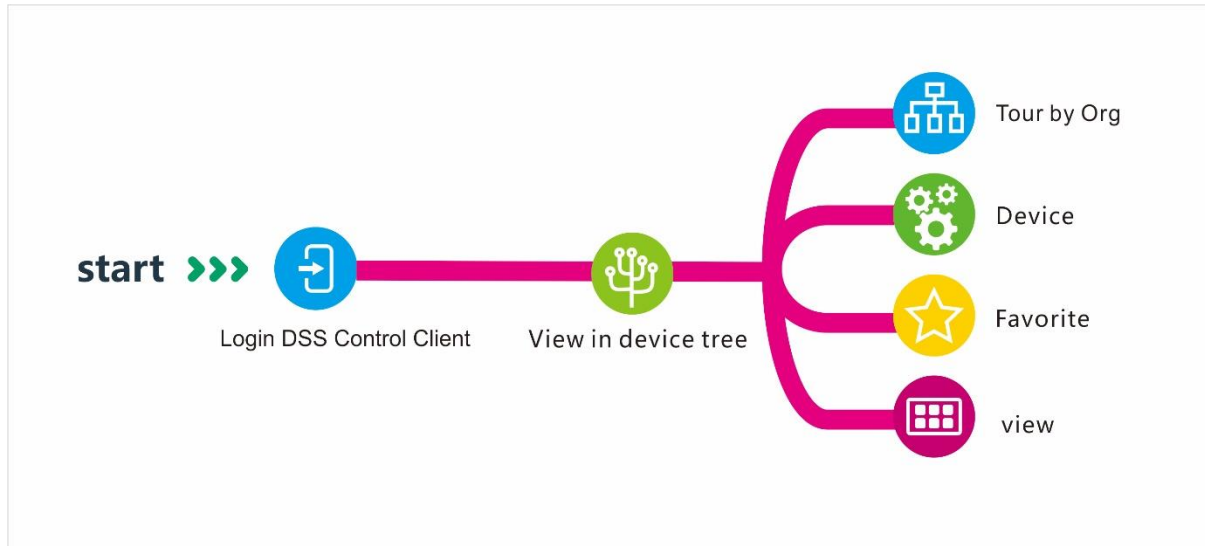 start
Login DSS Control Client
View in device tree
Tour by Org
Device
Favorite
view